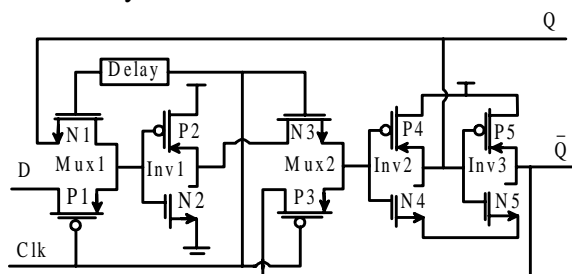 Q
Delay
N1
P2
N3
P4
P5
Q̄
D
Mux1
Inv1
Mux2
Inv2
Inv3
P1
N2
P3
N4
N5
Clk